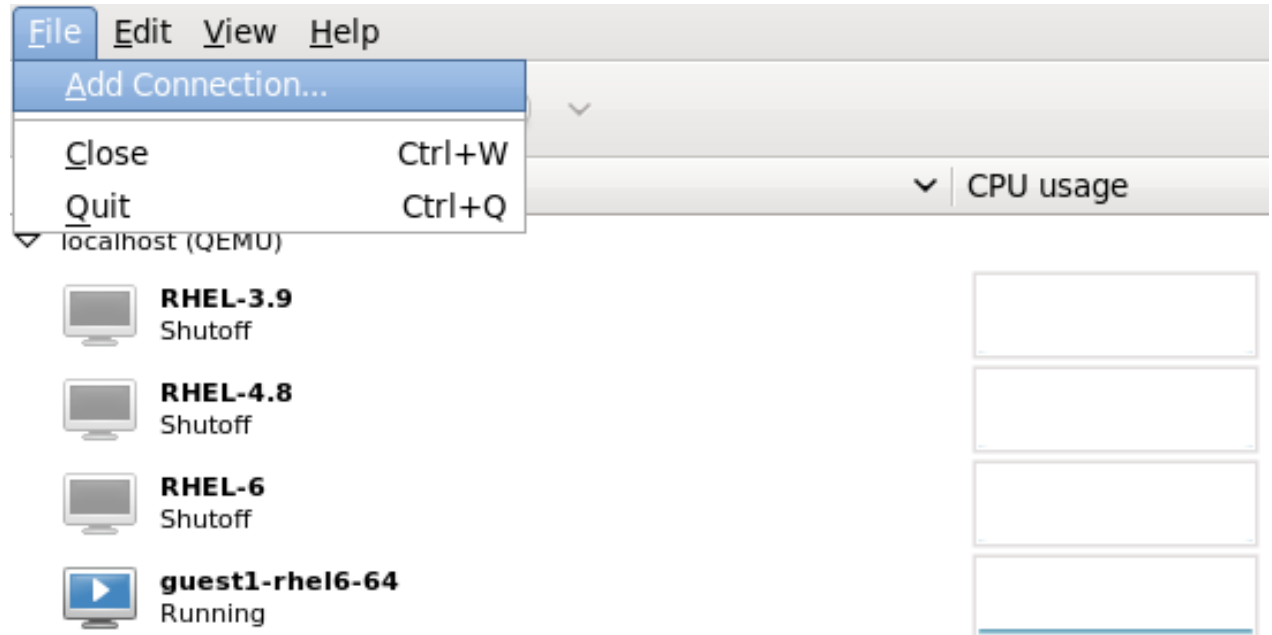 File Edit View Help
Add Connection...
Close Ctrl+W
Quit Ctrl+Q
CPU usage
localhost (QEMU)
RHEL-3.9
Shutoff
RHEL-4.8
Shutoff
RHEL-6
Shutoff
guest1-rhel6-64
Running